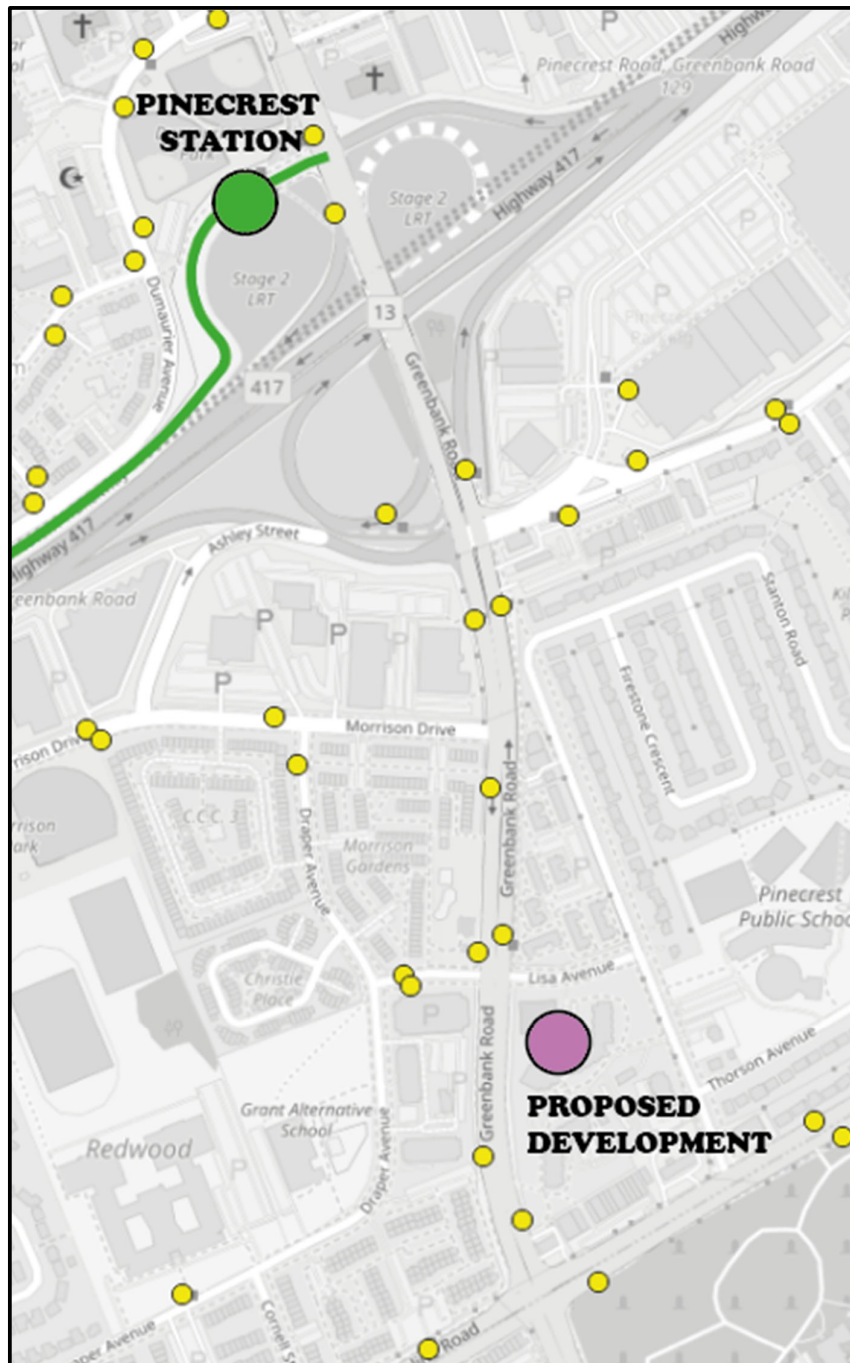 Pinecrest Road, Greenbank Road
129
Highway 417
PINECREST
STATION
Park
Stage 2
LRT
Stage 2
LRT
13
Dumaurier Avenue
417
Greenbank Road
Highway 417
Ashley Street
Greenbank Road
Stanton Road
Firestone Crescent
Morrison Drive
C.C.C. 3
Morrison
Gardens
Draper Avenue
Greenbank Road
Pinecrest
Public School
Christie
Place
Lisa Avenue
Greenbank Road
Thorson Avenue
PROPOSED
DEVELOPMENT
Grant Alternative
School
Redwood
Draper Avenue
Draper Avenue
Cornell St
Road